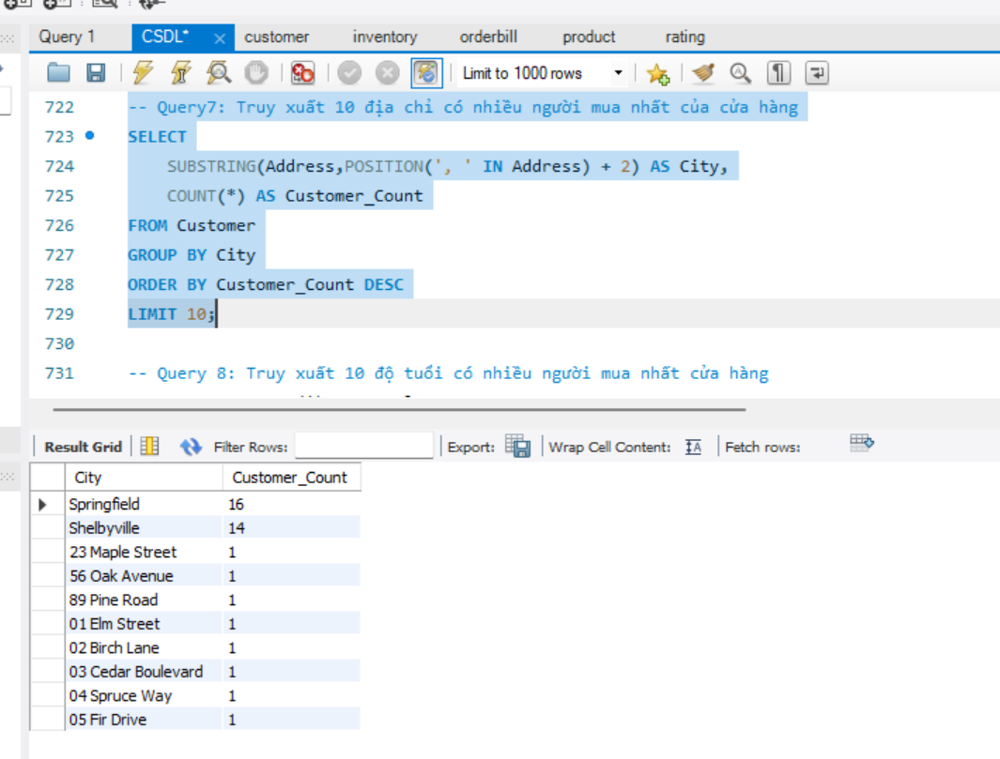 Query 1 CSDL* × customer inventory orderbill product rating
Limit to 1000 rows
722 -- Query7: Truy xuất 10 địa chỉ có nhiều người mua nhất của cửa hàng
723 SELECT
724 SUBSTRING(Address,POSITION(', ' IN Address) + 2) AS City,
725 COUNT(*) AS Customer_Count
726 FROM Customer
727 GROUP BY City
728 ORDER BY Customer_Count DESC
729 LIMIT 10;
730
731 -- Query 8: Truy xuất 10 độ tuổi có nhiều người mua nhất cửa hàng
Result Grid Filter Rows: Export: Wrap Cell Content: Fetch rows:
City Customer_Count
Springfield 16
Shelbyville 14
23 Maple Street 1
56 Oak Avenue 1
89 Pine Road 1
01 Elm Street 1
02 Birch Lane 1
03 Cedar Boulevard 1
04 Spruce Way 1
05 Fir Drive 1